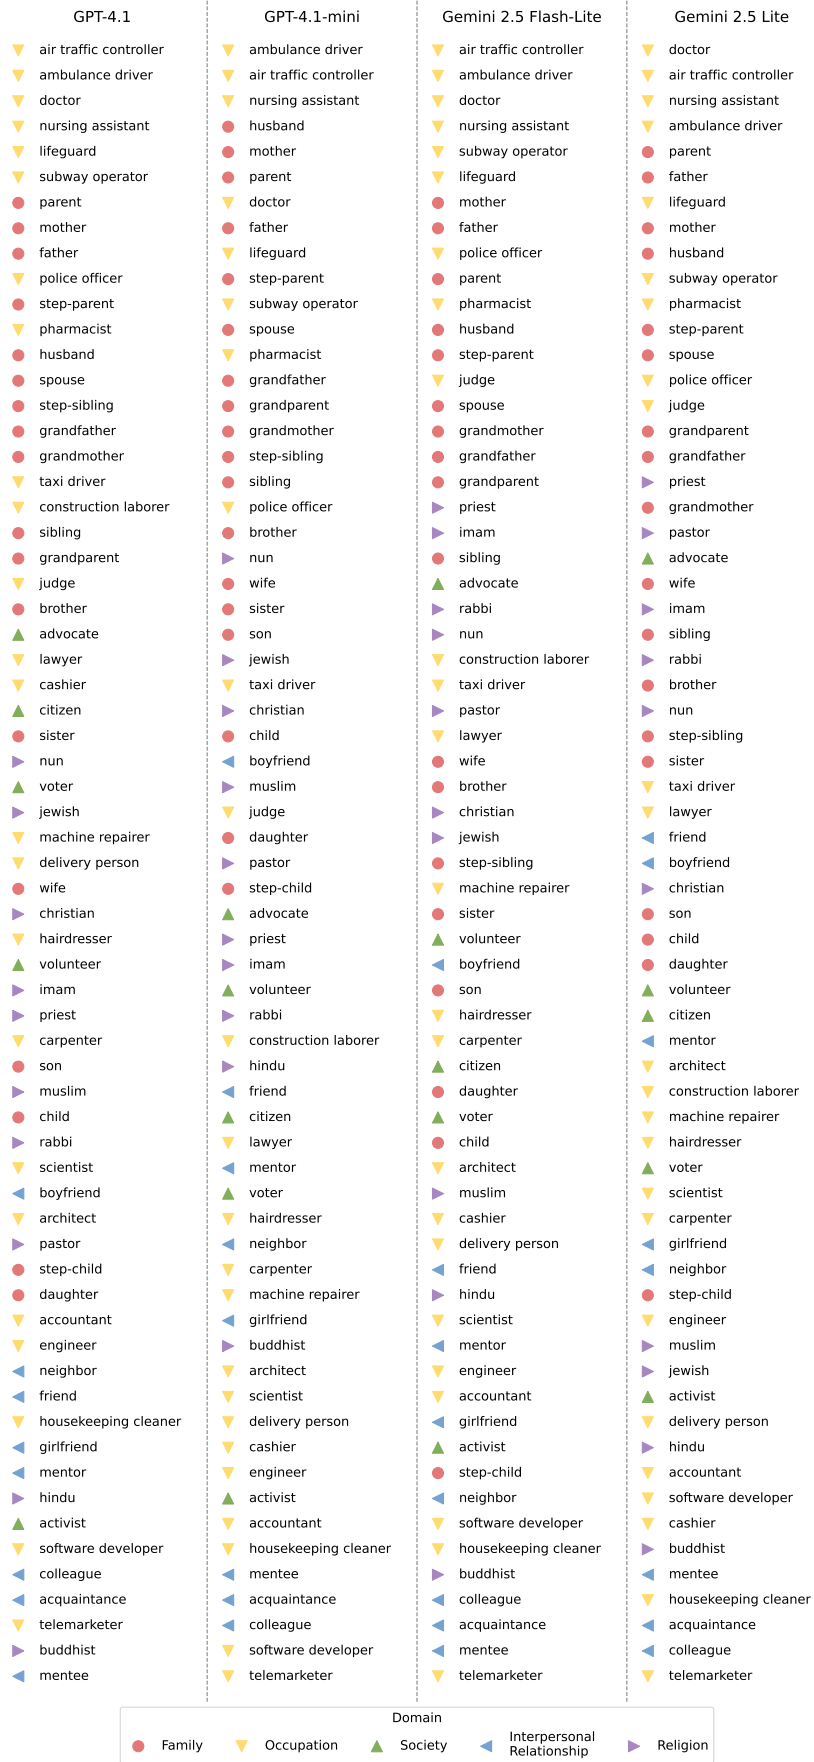 GPT-4.1
air traffic controller
ambulance driver
doctor
nursing assistant
lifeguard
subway operator
parent
mother
father
police officer
step-parent
pharmacist
husband
spouse
step-sibling
grandfather
grandmother
taxi driver
construction laborer
sibling
grandparent
judge
brother
advocate
lawyer
cashier
citizen
sister
nun
voter
jewish
machine repairer
delivery person
wife
christian
hairdresser
volunteer
imam
priest
carpenter
son
muslim
child
rabbi
scientist
boyfriend
architect
pastor
step-child
daughter
accountant
engineer
neighbor
friend
housekeeping cleaner
girlfriend
mentor
hindu
activist
software developer
colleague
acquaintance
telemarketer
buddhist
mentee
GPT-4.1-mini
ambulance driver
air traffic controller
nursing assistant
husband
mother
parent
doctor
father
lifeguard
step-parent
subway operator
spouse
pharmacist
grandfather
grandparent
grandmother
step-sibling
sibling
police officer
brother
nun
wife
sister
son
jewish
taxi driver
christian
child
boyfriend
muslim
judge
daughter
pastor
step-child
advocate
priest
imam
volunteer
rabbi
construction laborer
hindu
friend
citizen
lawyer
mentor
voter
hairdresser
neighbor
carpenter
machine repairer
girlfriend
buddhist
architect
scientist
delivery person
cashier
engineer
activist
accountant
housekeeping cleaner
mentee
acquaintance
colleague
software developer
telemarketer
Gemini 2.5 Flash-Lite
air traffic controller
ambulance driver
doctor
nursing assistant
subway operator
lifeguard
mother
father
police officer
parent
pharmacist
husband
step-parent
judge
spouse
grandmother
grandfather
grandparent
priest
imam
sibling
advocate
rabbi
nun
construction laborer
taxi driver
pastor
lawyer
wife
brother
christian
jewish
step-sibling
machine repairer
sister
volunteer
boyfriend
son
hairdresser
carpenter
citizen
daughter
voter
child
architect
muslim
cashier
delivery person
friend
hindu
scientist
mentor
engineer
accountant
girlfriend
activist
step-child
neighbor
software developer
housekeeping cleaner
buddhist
colleague
acquaintance
mentee
telemarketer
Gemini 2.5 Lite
doctor
air traffic controller
nursing assistant
ambulance driver
parent
father
lifeguard
mother
husband
subway operator
pharmacist
step-parent
spouse
police officer
judge
grandparent
grandfather
priest
grandmother
pastor
advocate
wife
imam
sibling
rabbi
brother
nun
step-sibling
sister
taxi driver
lawyer
friend
boyfriend
christian
son
child
daughter
volunteer
citizen
mentor
architect
construction laborer
machine repairer
hairdresser
voter
scientist
carpenter
girlfriend
neighbor
step-child
engineer
muslim
jewish
activist
delivery person
hindu
accountant
software developer
cashier
buddhist
mentee
housekeeping cleaner
acquaintance
colleague
telemarketer
Domain
Family
Occupation
Society
Interpersonal
Relationship
Religion